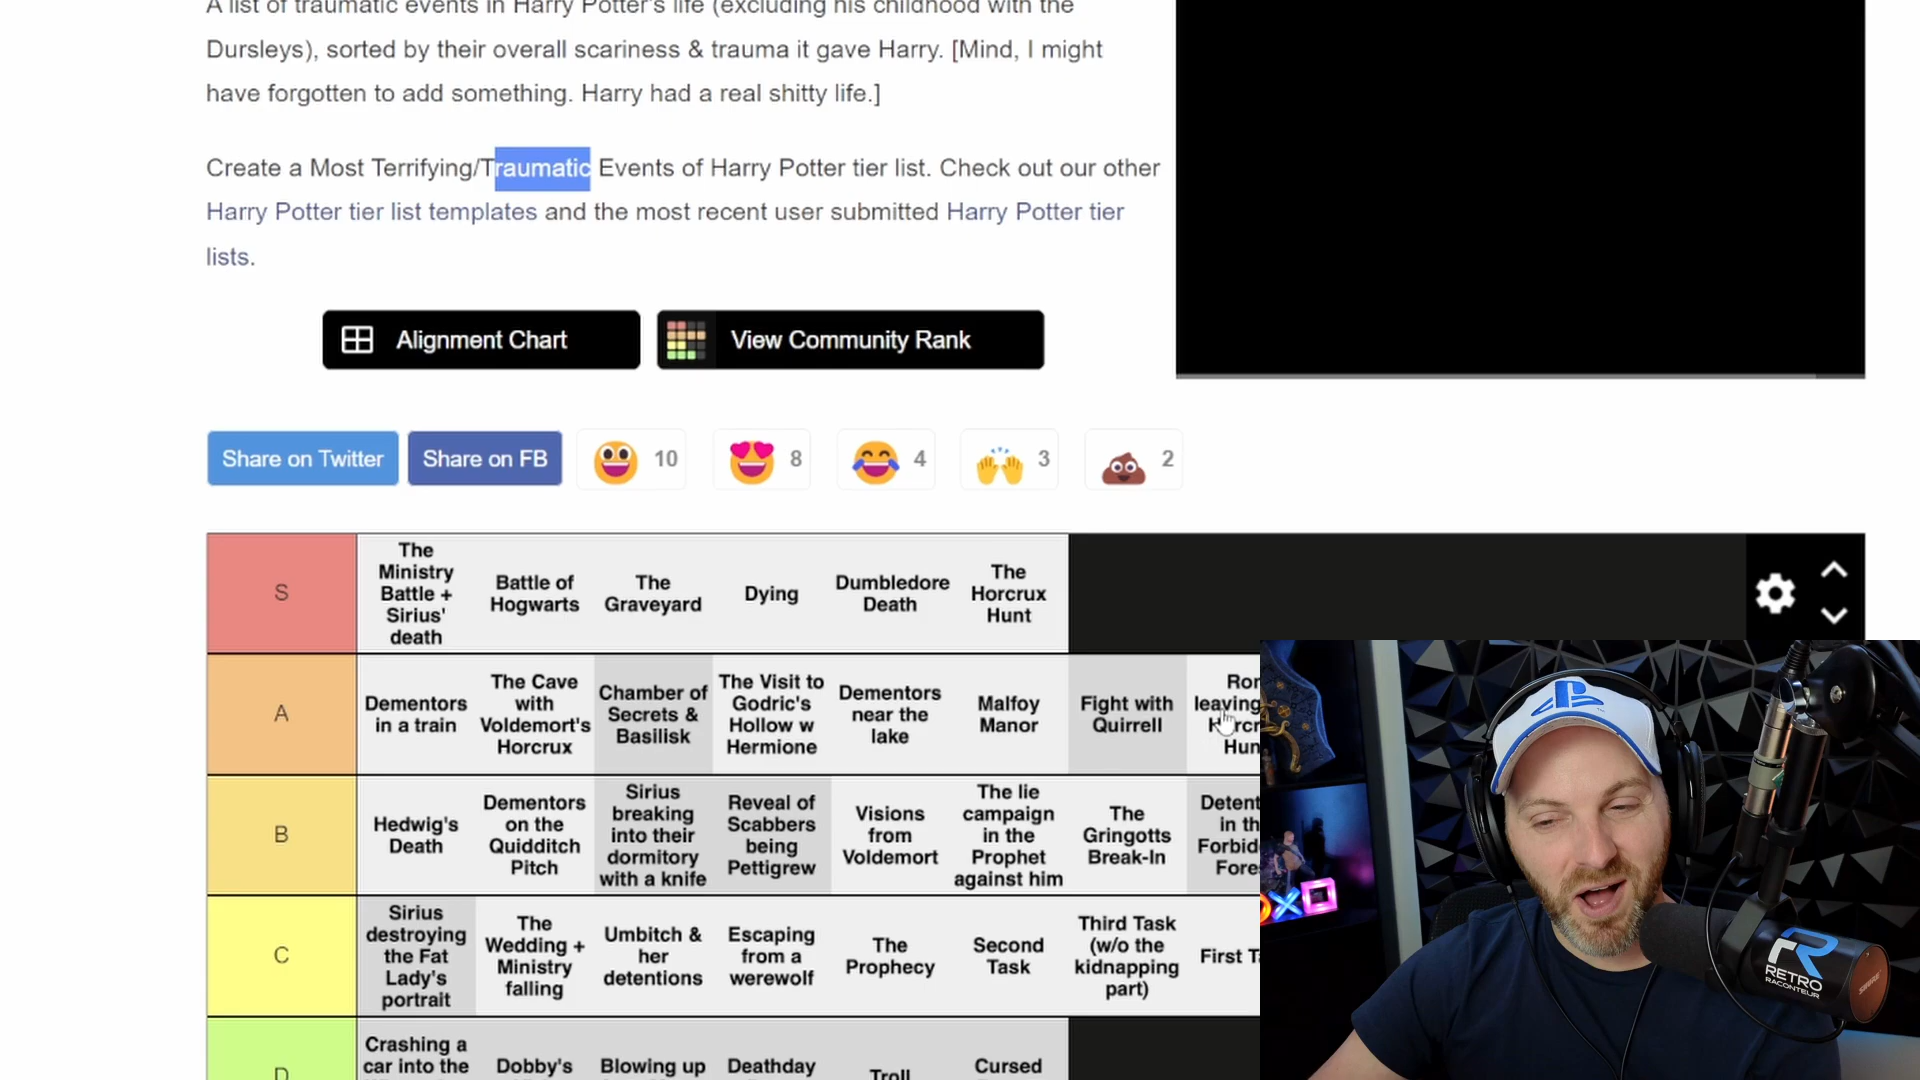 A list of traumatic events in Harry Potter's life (excluding his childhood with the
Dursleys), sorted by their overall scariness & trauma it gave Harry. [Mind, I might
have forgotten to add something. Harry had a real shitty life.]
Create a Most Terrifying/Traumatic Events of Harry Potter tier list. Check out our other
Harry Potter tier list templates and the most recent user submitted Harry Potter tier
lists.
Alignment Chart
View Community Rank
Share on Twitter
Share on FB
10
8
4
3
2
S
The
Ministry
Battle +
Sirius'
death
Battle of
Hogwarts
The
Graveyard
Dying
Dumbledore
Death
The
Horcrux
Hunt
A
Dementors
in a train
The Cave
with
Voldemort's
Horcrux
Chamber of
Secrets &
Basilisk
The Visit to
Godric's
Hollow w
Hermione
Dementors
near the
lake
Malfoy
Manor
Fight with
Quirrell
leaving
B
Hedwig's
Death
Dementors
on the
Quidditch
Pitch
Sirius
breaking
into their
dormitory
with a knife
Reveal of
Scabbers
being
Pettigrew
Visions
from
Voldemort
The lie
campaign
in the
Prophet
against him
The
Gringotts
Break-In
Detent
in th
Forbid
Fore
C
Sirius
destroying
the Fat
Lady's
portrait
The
Wedding +
Ministry
falling
Umbitch &
her
detentions
Escaping
from a
werewolf
The
Prophecy
Second
Task
Third Task
(w/o the
kidnapping
part)
First T
D
Crashing a
car into the
Dobby's
Blowing up
Deathday
Troll
Cursed
RETRO
RACONTEUR
SHURE